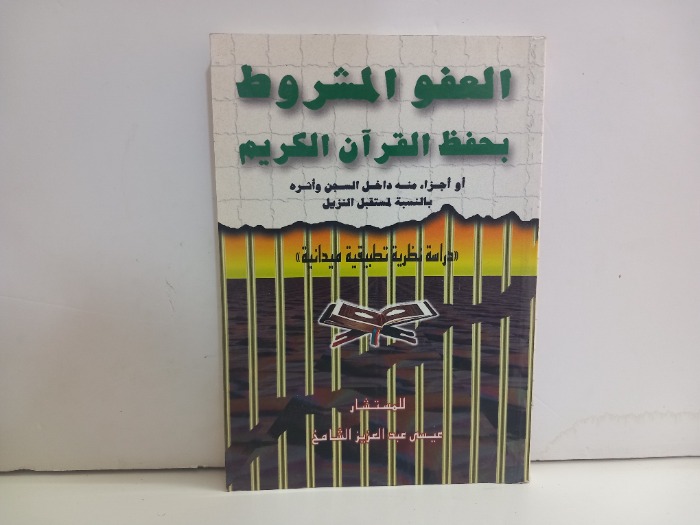 العفو المشروط
بحفظ القرآن الكريم
أو أجزاء منه داخل السجن وأثره
بالنسبة لمستقبل النزيل
«دراسة نظرية تطبيقية ميدانية»
للمستشار
عيسى عبد العزيز الشامخ